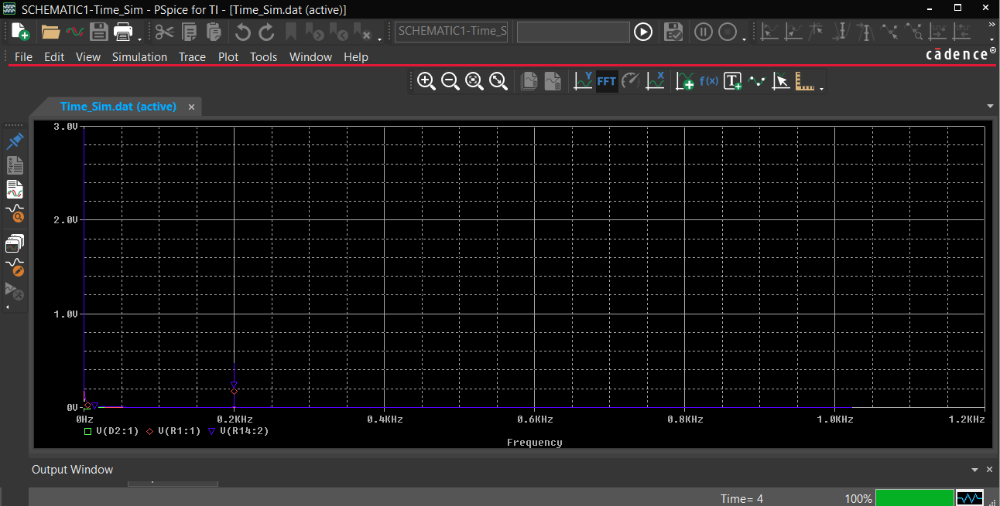 SCHEMATIC1-Time_Sim - PSpice for TI - [Time_Sim.dat (active)]
SCHEMATIC1-Time_S
File Edit View Simulation Trace Plot Tools Window Help
cādence®
Y FFT X f(x) T
Time_Sim.dat (active)
3.0V
2.0V
1.0V
0V
0Hz 0.2KHz 0.4KHz 0.6KHz 0.8KHz 1.0KHz 1.2KHz
V(D2:1) V(R1:1) V(R14:2)
Frequency
Output Window
Time= 4 100%